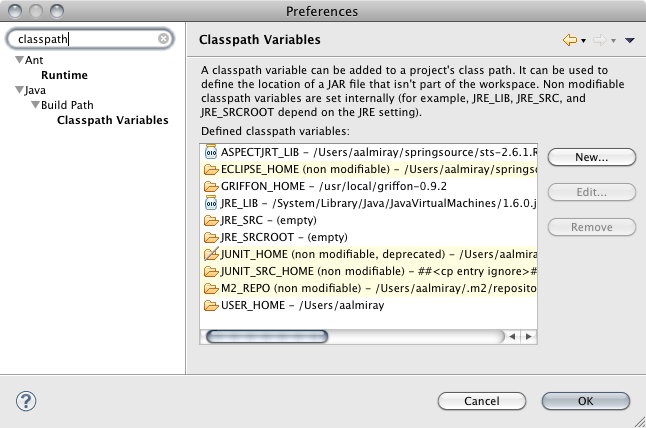 Preferences
classpath
Ant
Runtime
Java
Build Path
Classpath Variables
Classpath Variables
A classpath variable can be added to a project's class path. It can be used to
define the location of a JAR file that isn't part of the workspace. Non modifiable
classpath variables are set internally (for example, JRE_LIB, JRE_SRC, and
JRE_SRCROOT depend on the JRE setting).
Defined classpath variables:
ASPECTJRT_LIB – /Users/aalmiray/springsource/sts-2.6.1.R
ECLIPSE_HOME (non modifiable) – /Users/aalmiray/springso
GRIFFON_HOME – /usr/local/griffon-0.9.2
JRE_LIB – /System/Library/Java/JavaVirtualMachines/1.6.0.j
JRE_SRC – (empty)
JRE_SRCROOT – (empty)
JUNIT_HOME (non modifiable, deprecated) – /Users/aalmira
JUNIT_SRC_HOME (non modifiable) – ##<cp entry ignore>#
M2_REPO (non modifiable) – /Users/aalmiray/.m2/reposito
USER_HOME – /Users/aalmiray
New...
Edit...
Remove
?
Cancel
OK